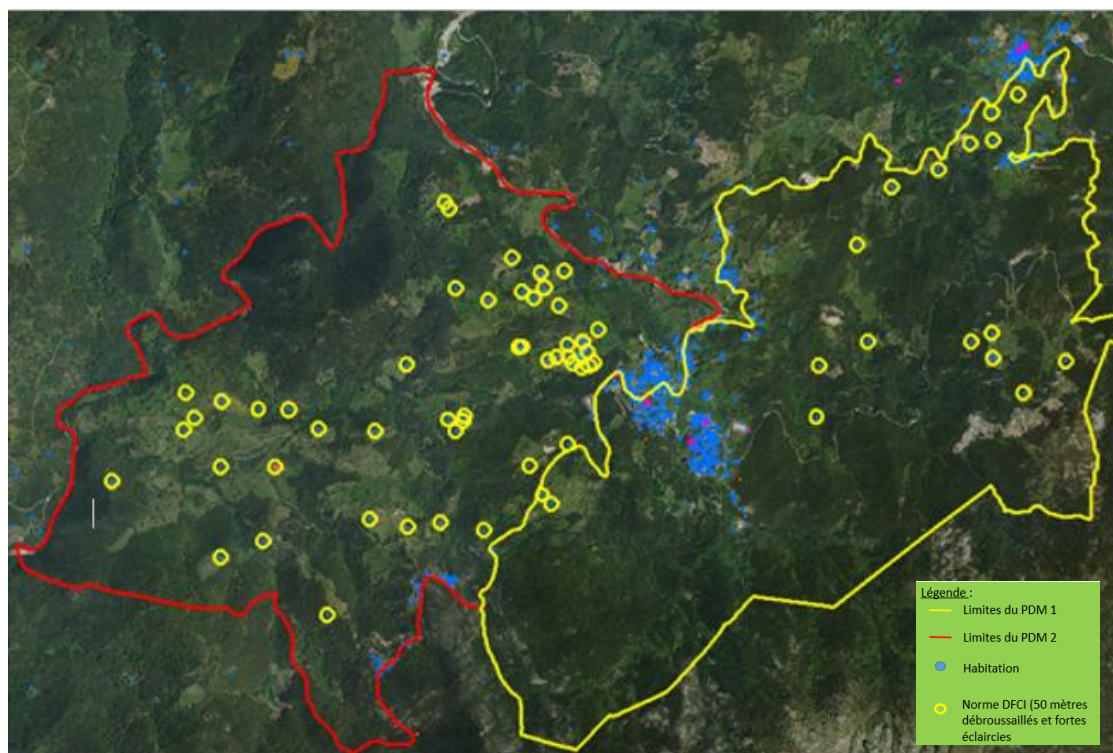 Légende :
Limites du PDM 1
Limites du PDM 2
Habitation
Norme DFCI (50 mètres
débroussaillés et fortes
éclaircies